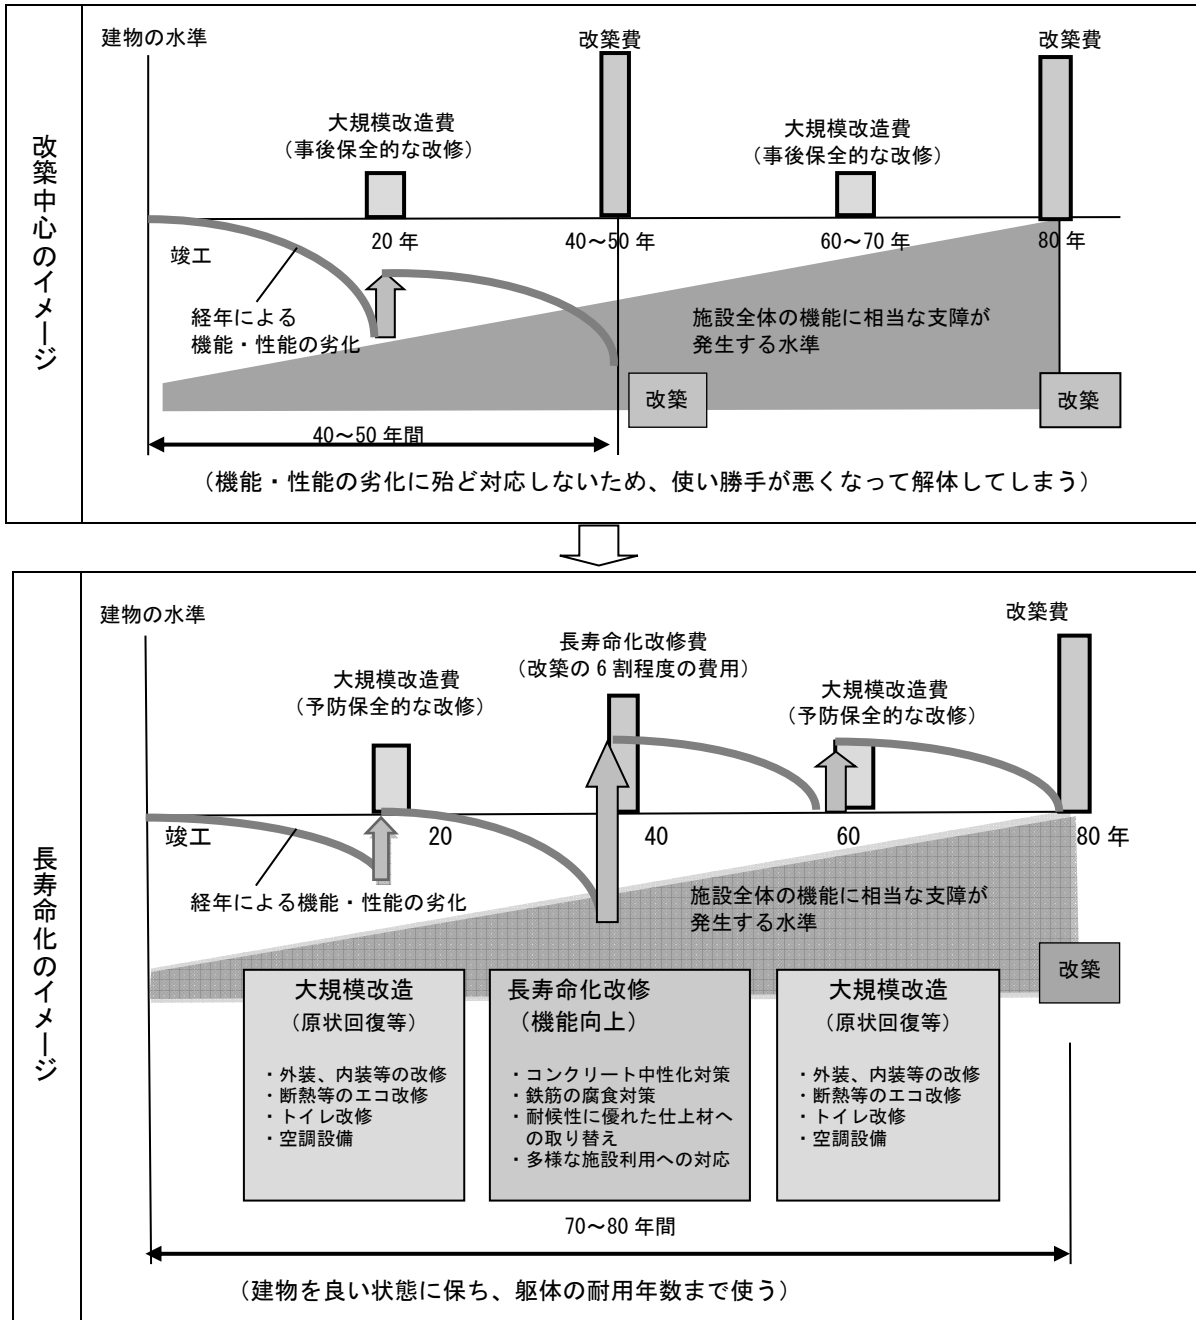 改築中心のイメージ
建物の水準
改築費
改築費
大規模改造費
（事後保全的な改修）
大規模改造費
（事後保全的な改修）
竣工
20 年
40～50 年
60～70 年
80 年
経年による
機能・性能の劣化
施設全体の機能に相当な支障が
発生する水準
改築
改築
40～50 年間
（機能・性能の劣化に殆ど対応しないため、使い勝手が悪くなって解体してしまう）
長寿命化のイメージ
建物の水準
改築費
長寿命化改修費
（改築の 6 割程度の費用）
大規模改造費
（予防保全的な改修）
大規模改造費
（予防保全的な改修）
竣工
20
40
60
80 年
経年による機能・性能の劣化
施設全体の機能に相当な支障が
発生する水準
改築
大規模改造
（原状回復等）
・外装、内装等の改修
・断熱等のエコ改修
・トイレ改修
・空調設備
長寿命化改修
（機能向上）
・コンクリート中性化対策
・鉄筋の腐食対策
・耐候性に優れた仕上材へ
の取り替え
・多様な施設利用への対応
大規模改造
（原状回復等）
・外装、内装等の改修
・断熱等のエコ改修
・トイレ改修
・空調設備
70～80 年間
（建物を良い状態に保ち、躯体の耐用年数まで使う）